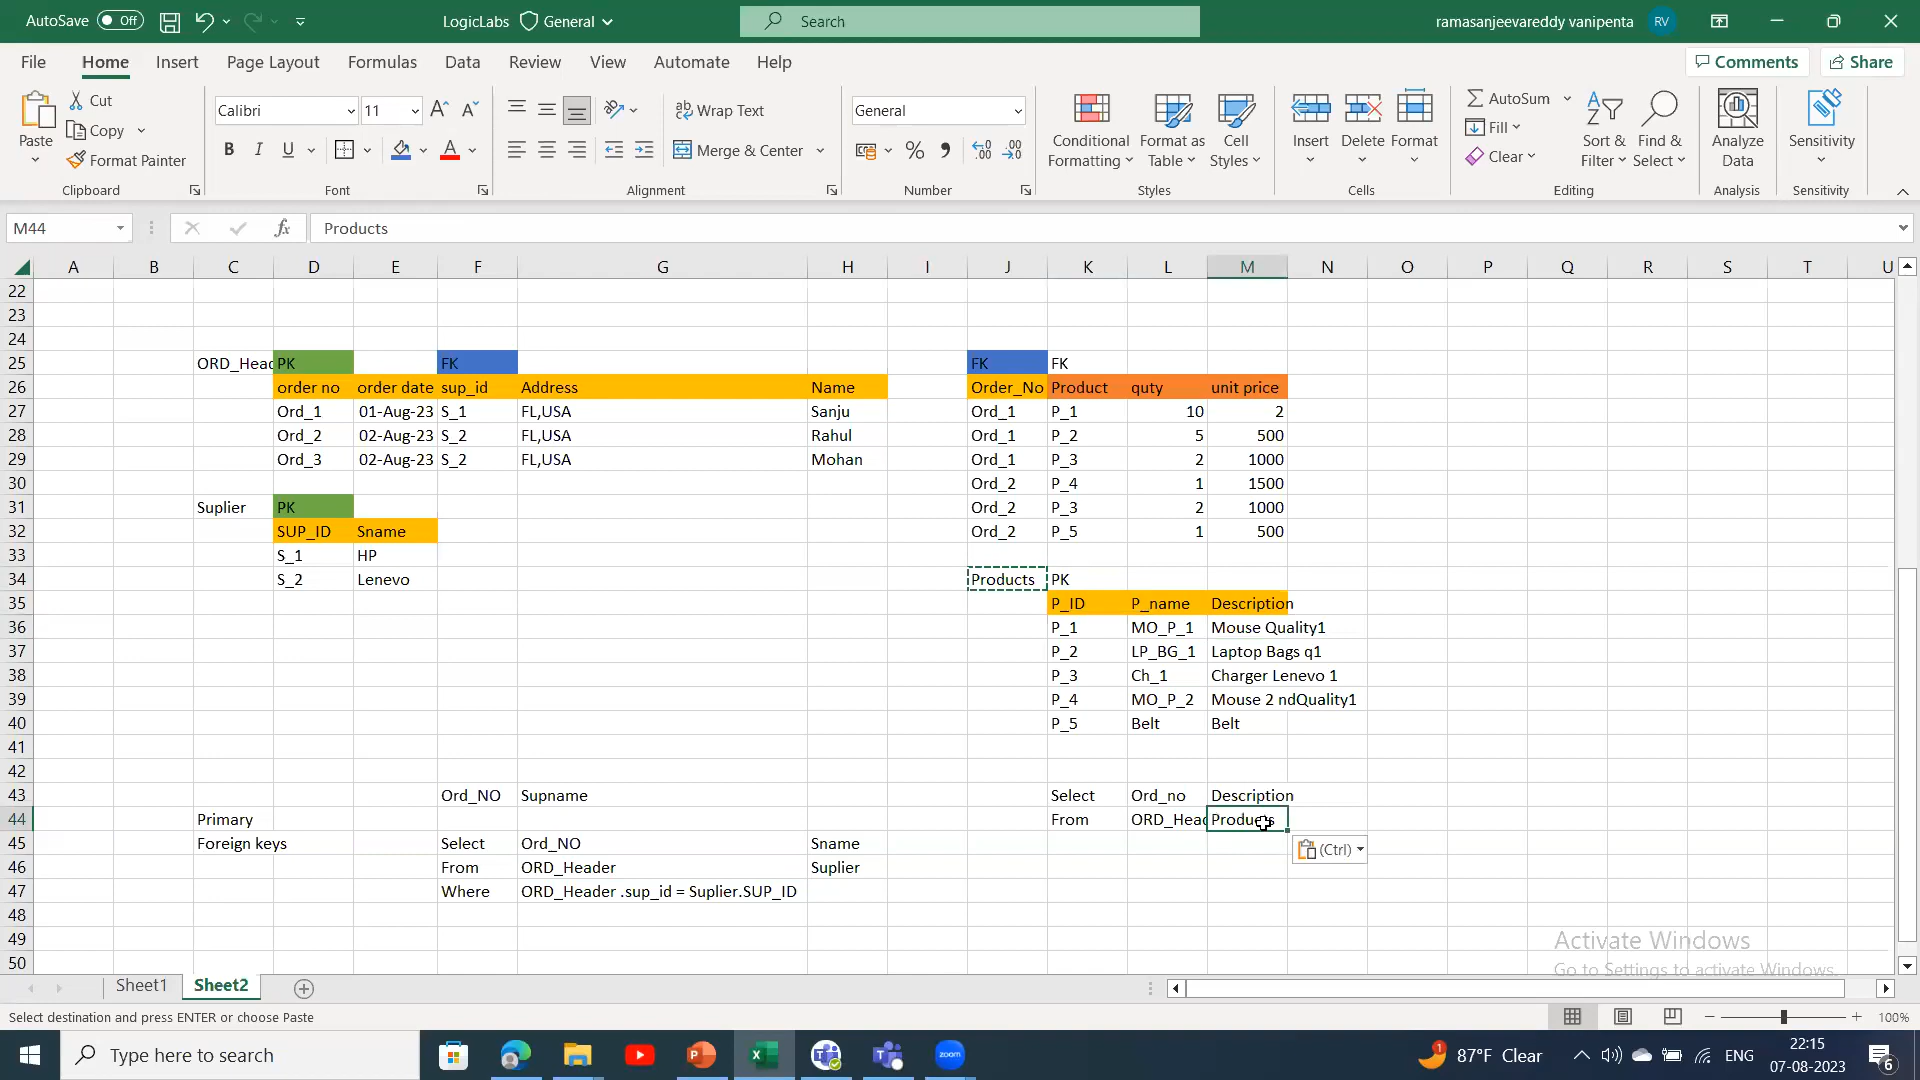 AutoSave Off LogicLabs General Search ramasanjeevareddy vanipenta RV
File Home Insert Page Layout Formulas Data Review View Automate Help Comments Share
Paste Cut Copy Format Painter Clipboard
Calibri 11 B I U Font
Wrap Text Merge & Center Alignment
General % Number
Conditional Formatting Format as Table Cell Styles Styles
Insert Delete Format Cells
AutoSum Fill Clear Sort & Filter Find & Select Editing
Analyze Data Analysis
Sensitivity Sensitivity
M44 fx Products
A B C D E F G H I J K L M N O P Q R S T U
22
23
24
25 ORD_Head PK FK FK FK
26 order no order date sup_id Address Name Order_No Product quty unit price
27 Ord_1 01-Aug-23 S_1 FL,USA Sanju Ord_1 P_1 10 2
28 Ord_2 02-Aug-23 S_2 FL,USA Rahul Ord_1 P_2 5 500
29 Ord_3 02-Aug-23 S_2 FL,USA Mohan Ord_1 P_3 2 1000
30 Ord_2 P_4 1 1500
31 Suplier PK Ord_2 P_3 2 1000
32 SUP_ID Sname Ord_2 P_5 1 500
33 S_1 HP
34 S_2 Lenevo Products PK
35 P_ID P_name Description
36 P_1 MO_P_1 Mouse Quality1
37 P_2 LP_BG_1 Laptop Bags q1
38 P_3 Ch_1 Charger Lenevo 1
39 P_4 MO_P_2 Mouse 2 ndQuality1
40 P_5 Belt Belt
41
42
43 Ord_NO Supname Select Ord_no Description
44 Primary From ORD_Head Products
45 Foreign keys Select Ord_NO Sname (Ctrl)
46 From ORD_Header Suplier
47 Where ORD_Header .sup_id = Suplier.SUP_ID
48
49
50
Activate Windows
Go to Settings to activate Windows.
Sheet1 Sheet2
Select destination and press ENTER or choose Paste 100%
Type here to search zoom 1 87°F Clear ENG 22:15
07-08-2023 6